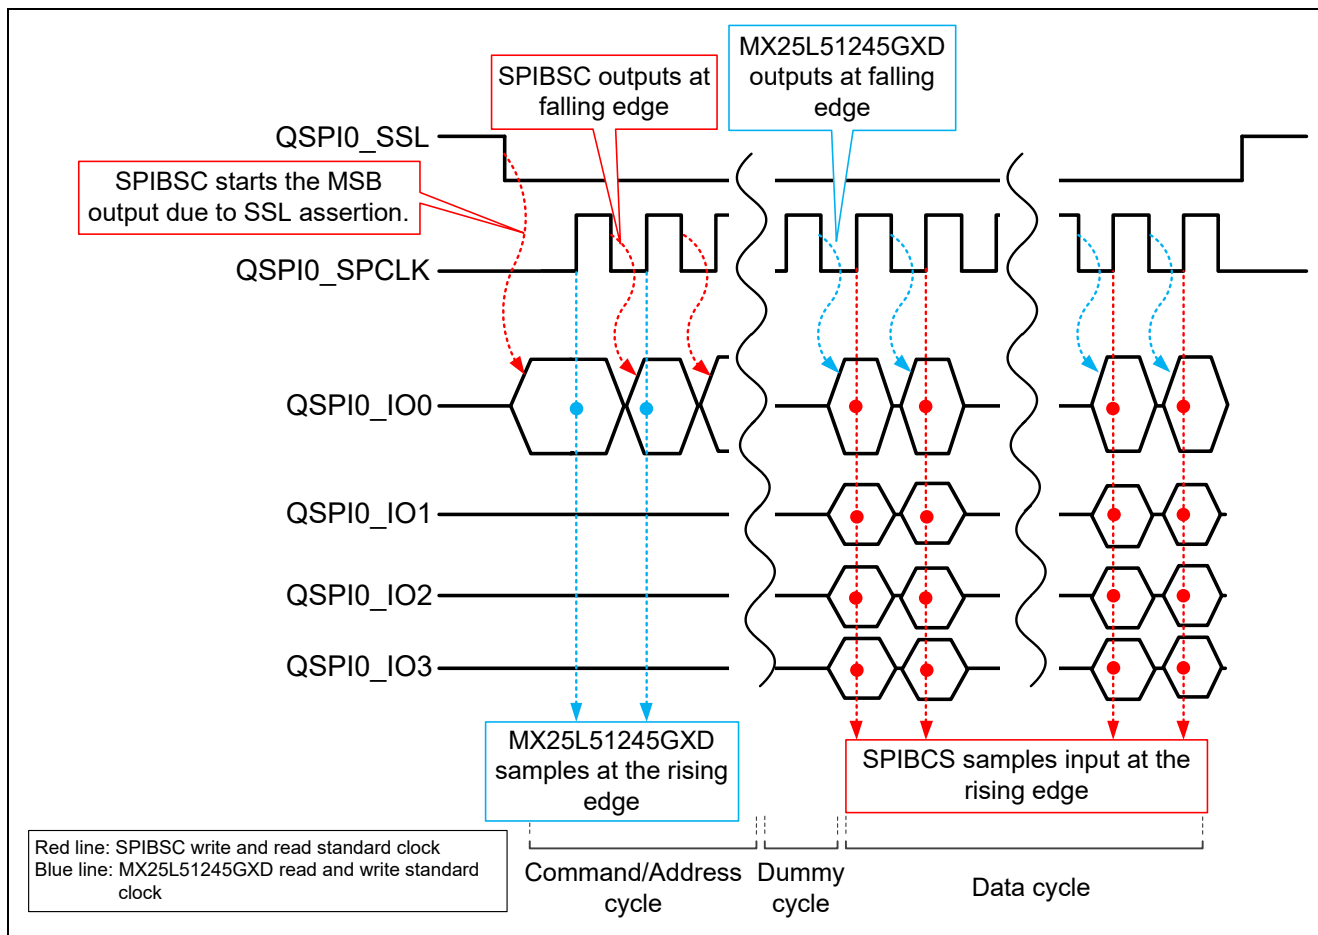 MX25L51245GXD
outputs at falling
edge
SPIBSC outputs at
falling edge
QSPI0_SSL
SPIBSC starts the MSB
output due to SSL assertion.
QSPI0_SPCLK
QSPI0_IO0
QSPI0_IO1
QSPI0_IO2
QSPI0_IO3
MX25L51245GXD
samples at the rising
edge
SPIBCS samples input at the
rising edge
Red line: SPIBSC write and read standard clock
Blue line: MX25L51245GXD read and write standard
clock
Command/Address
cycle
Dummy
cycle
Data cycle